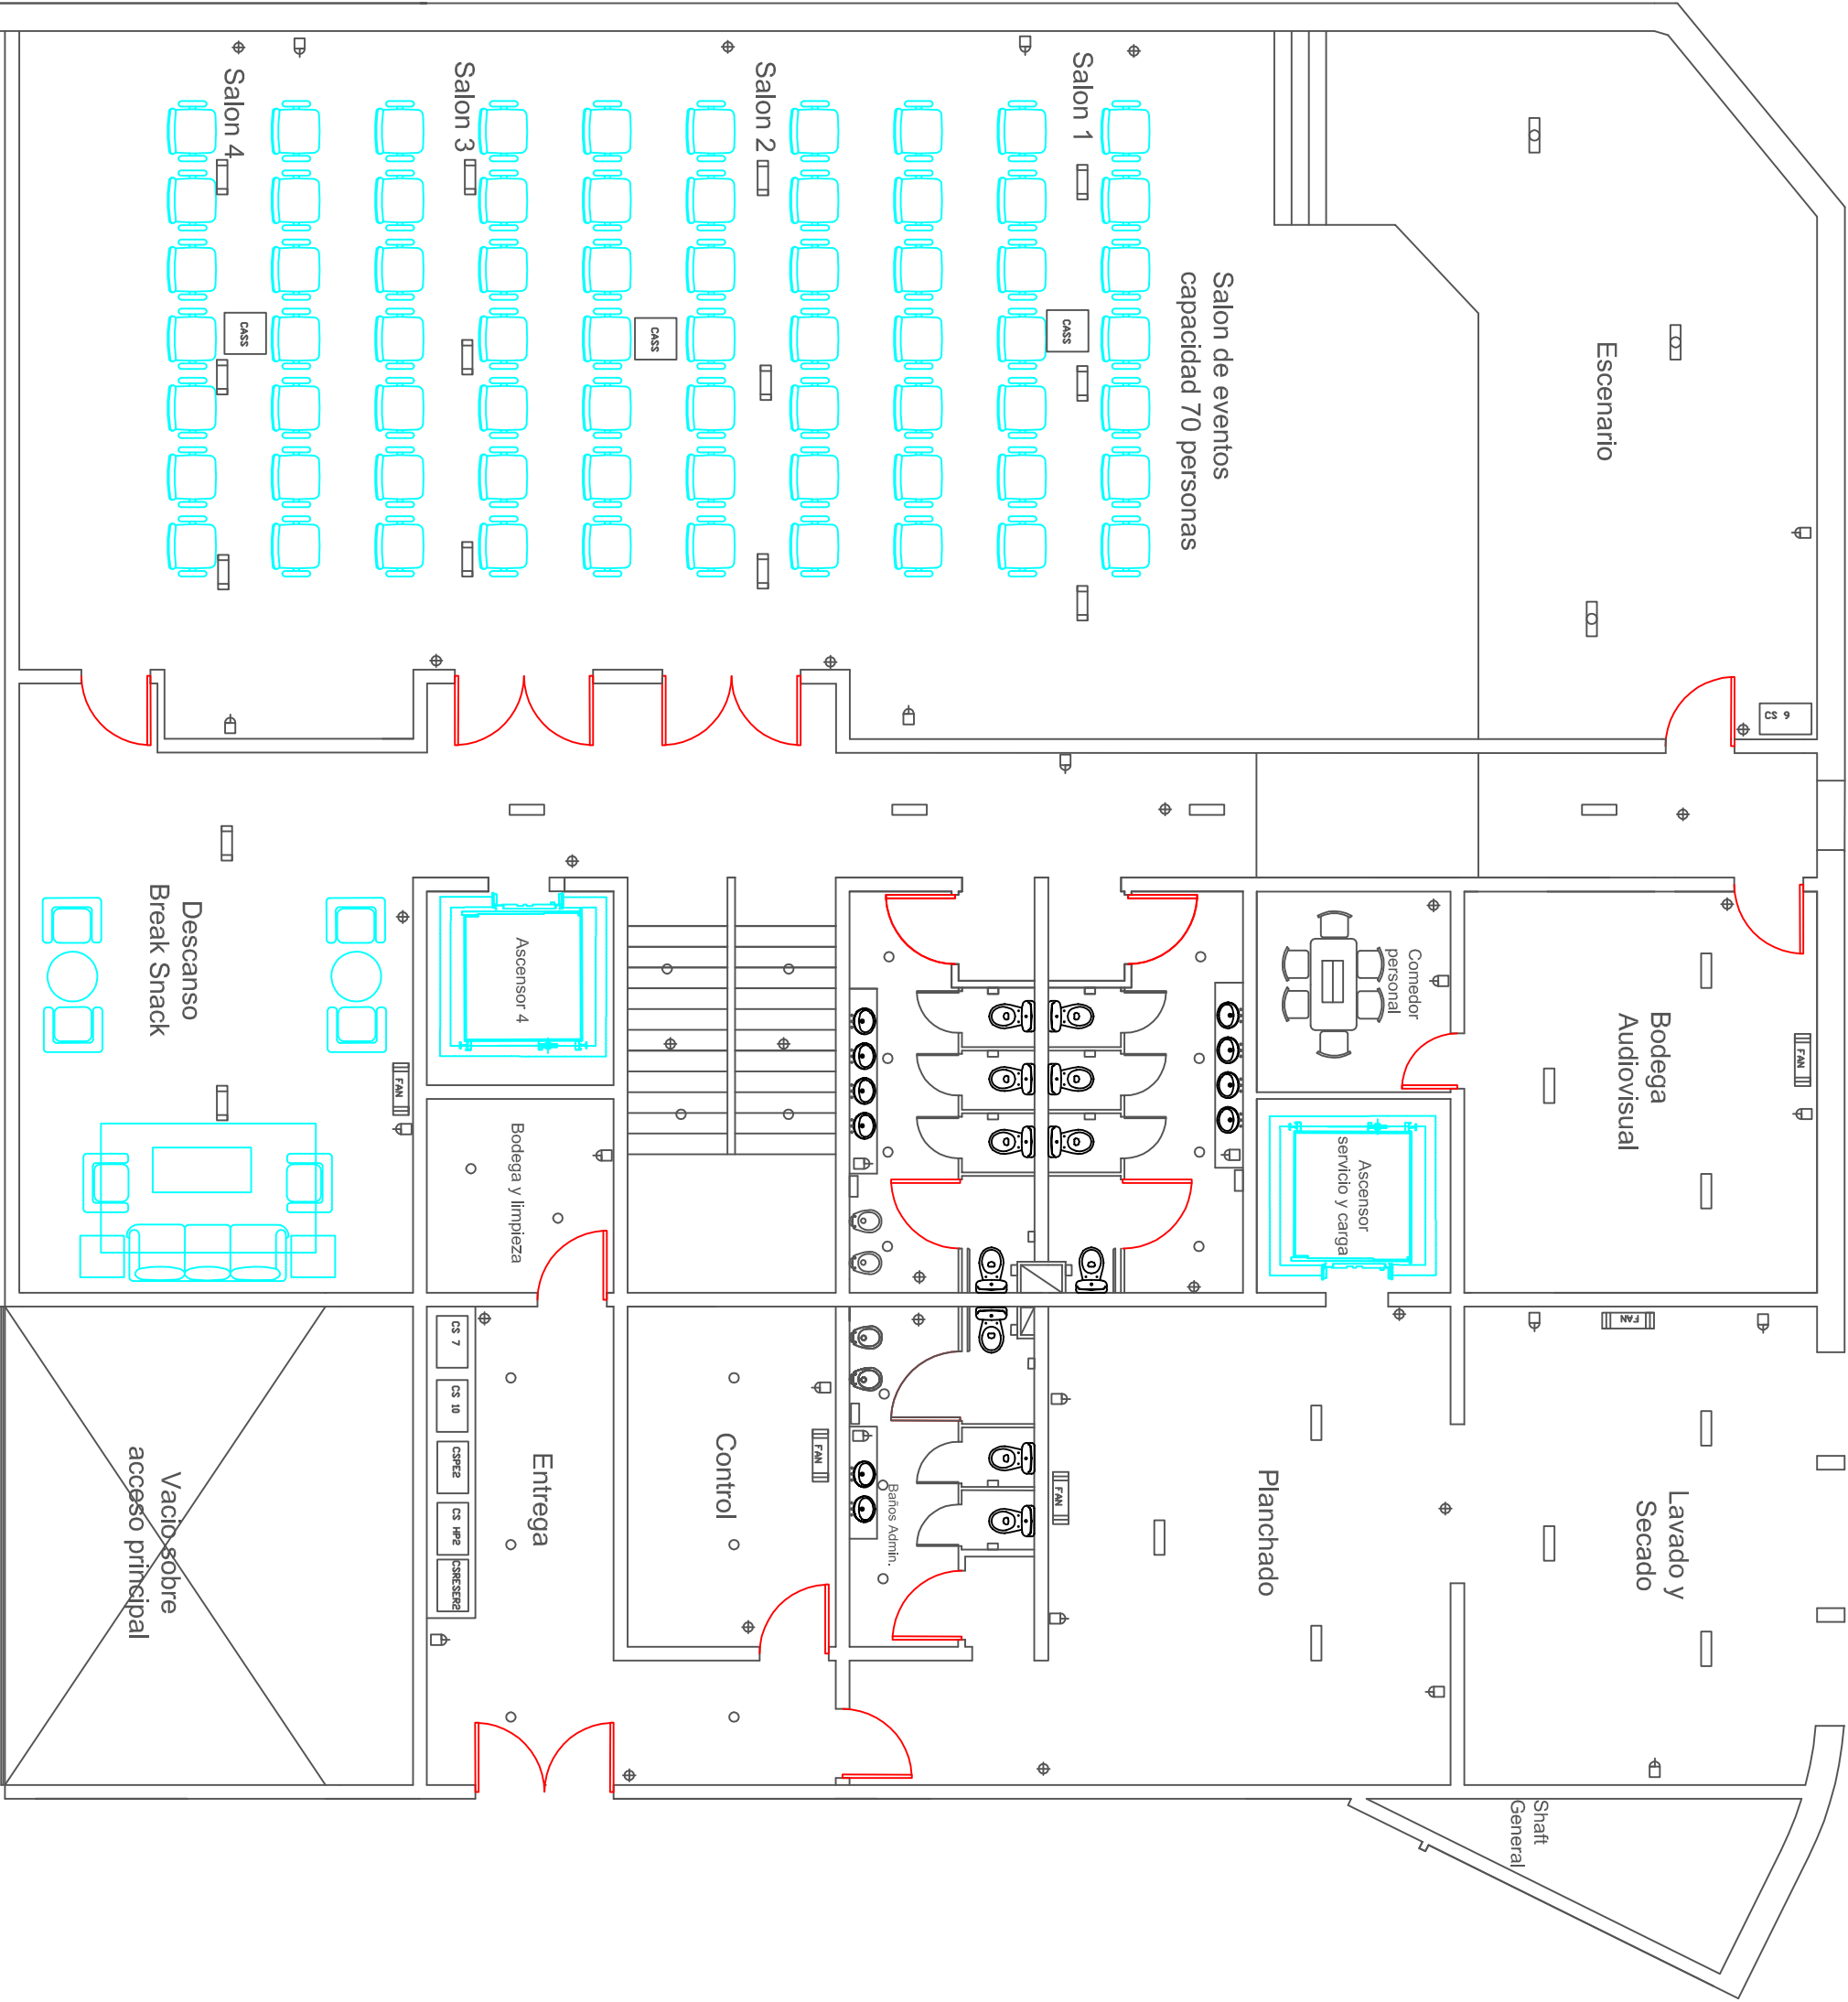 Salon 4
Salon 3
Salon 2
Salon 1
CASS
CASS
CASS
Salon de eventos
capacidad 70 personas
Escenario
CS 9
Descanso
Break Snack
FAN
Ascensor 4
Bodega y limpieza
Comedor
personal
Ascensor
servicio y carga
Bodega
Audiovisual
FAN
Vacio sobre
acceso principal
CS 7
CS 10
CSPE2
CS HP2
CSRESER2
Entrega
Control
FAN
Baños Admin.
FAN
Planchado
FAN
Lavado y
Secado
Shaft
General